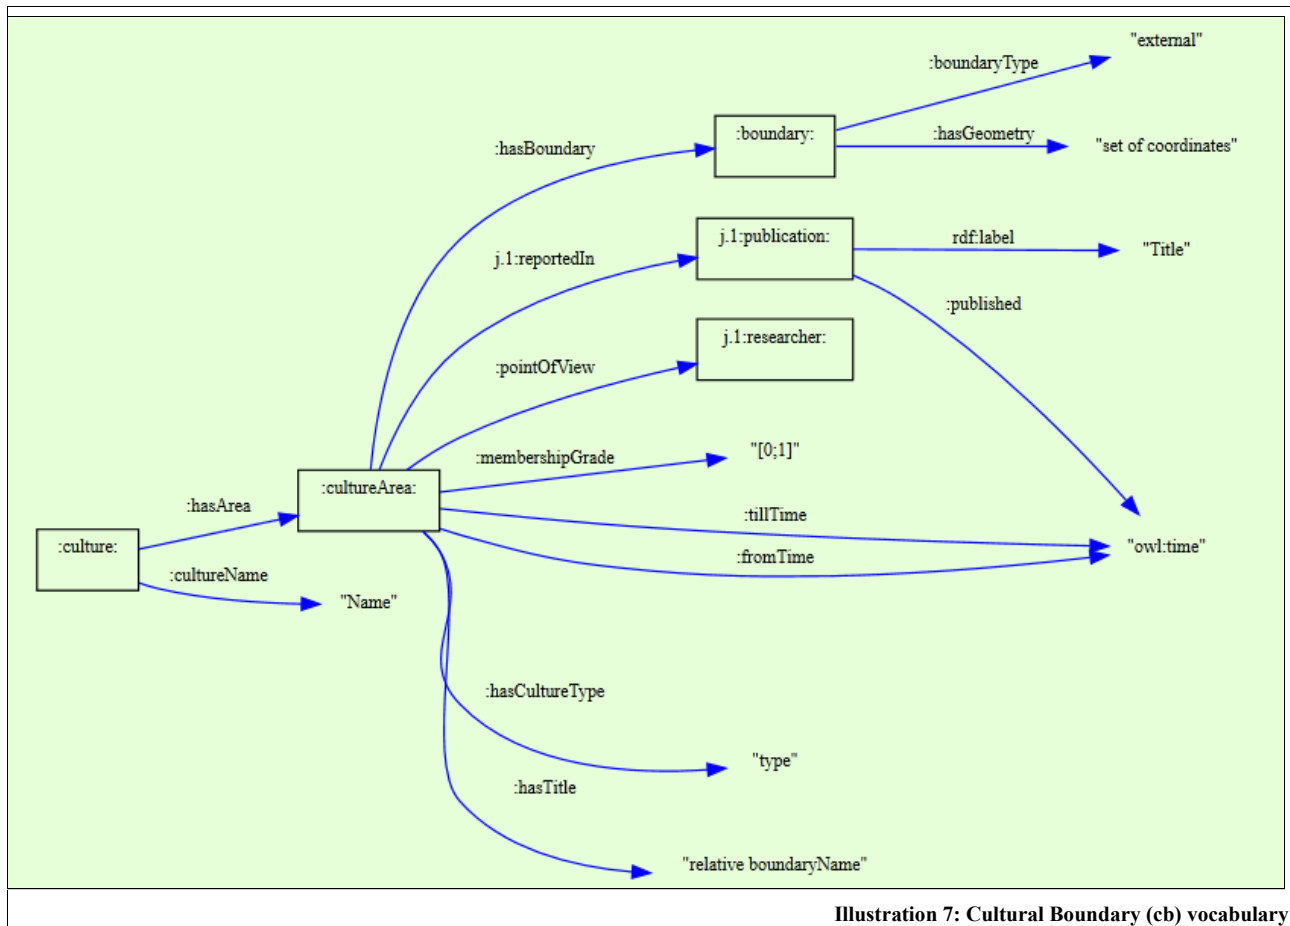 "external"
:boundaryType
:boundary:
:hasGeometry
"set of coordinates"
:hasBoundary
j.1:publication:
rdf:label
"Title"
j.1:reportedIn
:published
j.1:researcher:
:pointOfView
"[0;1]"
:membershipGrade
:cultureArea:
:hasArea
:tillTime
:culture:
"owl:time"
:fromTime
:cultureName
"Name"
:hasCultureType
"type"
:hasTitle
"relative boundaryName"
Illustration 7: Cultural Boundary (cb) vocabulary